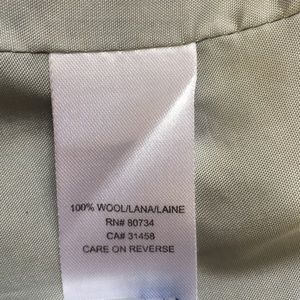 100% WOOL/LANA/LAINE
RN# 80734
CA# 31458
CARE ON REVERSE